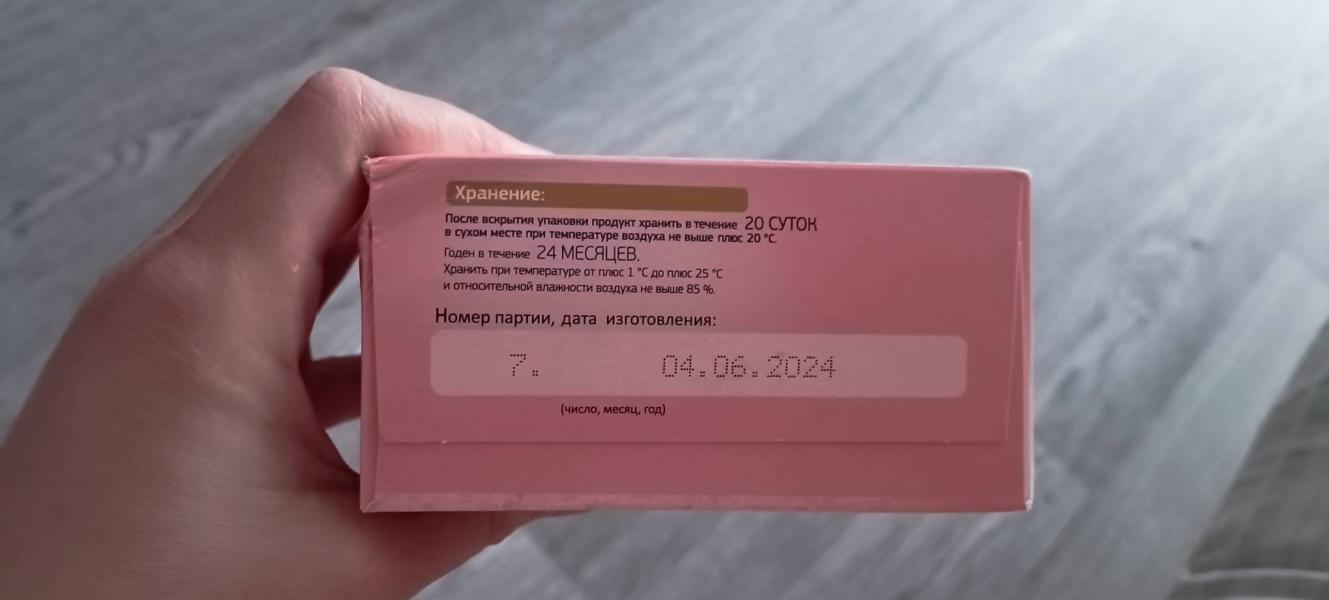 Хранение:
После вскрытия упаковки продукт хранить в течение 20 СУТОК
в сухом месте при температуре воздуха не выше плюс 20 °С.
Годен в течение 24 МЕСЯЦЕВ.
Хранить при температуре от плюс 1 °С до плюс 25 °С
и относительной влажности воздуха не выше 85 %.
Номер партии, дата изготовления:
7. 04.06.2024
(число, месяц, год)